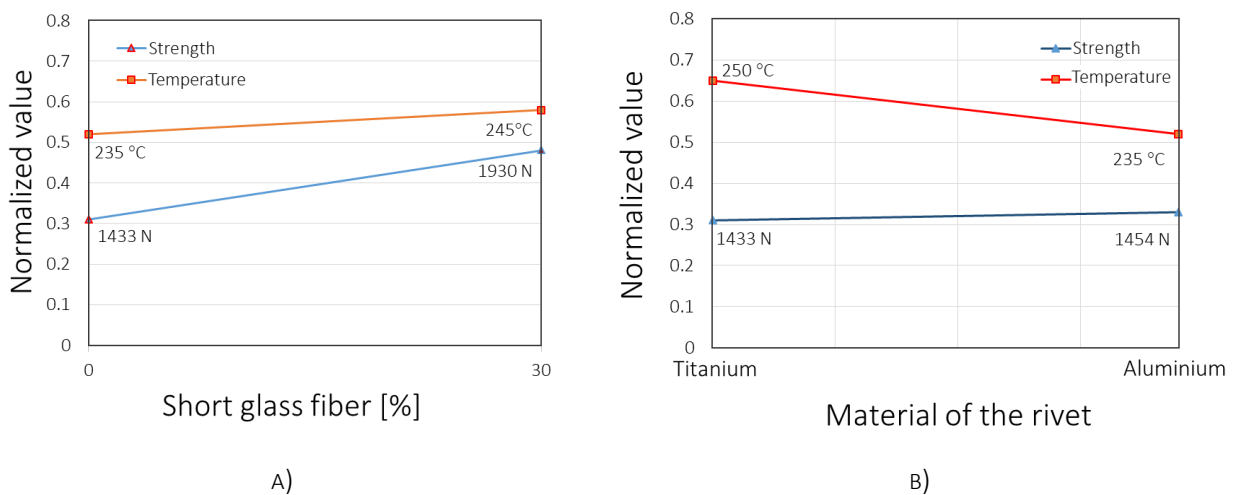 0.8
0.7
0.6
0.5
0.4
0.3
0.2
0.1
0
Normalized value
Strength
Temperature
235 °C
245°C
1930 N
1433 N
0
30
Short glass fiber [%]
A)
0.8
0.7
0.6
0.5
0.4
0.3
0.2
0.1
0
Normalized value
Strength
Temperature
250 °C
235 °C
1433 N
1454 N
Titanium
Aluminium
Material of the rivet
B)